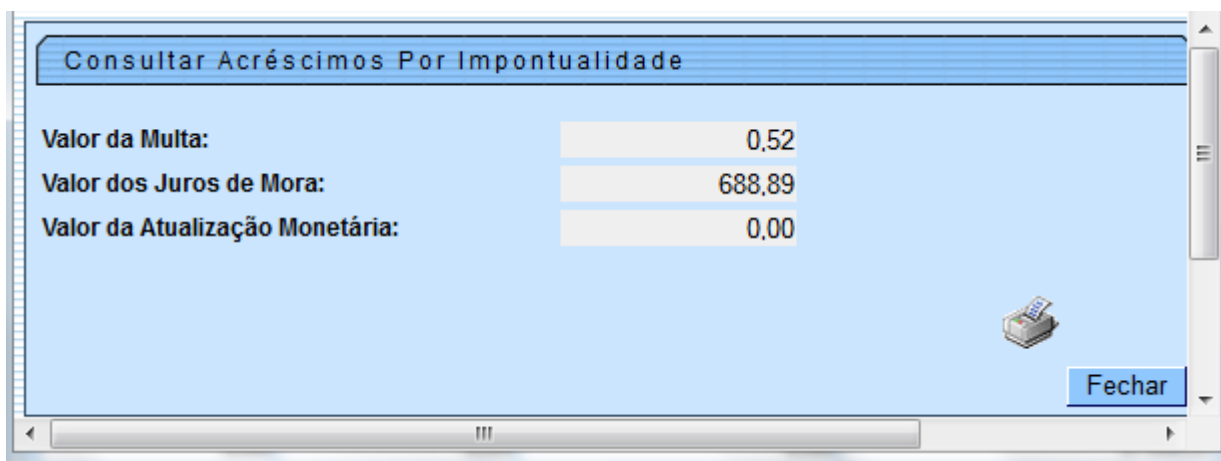 Consultar Acréscimos Por Impontualidade
Valor da Multa: 0,52
Valor dos Juros de Mora: 688,89
Valor da Atualização Monetária: 0,00
Fechar